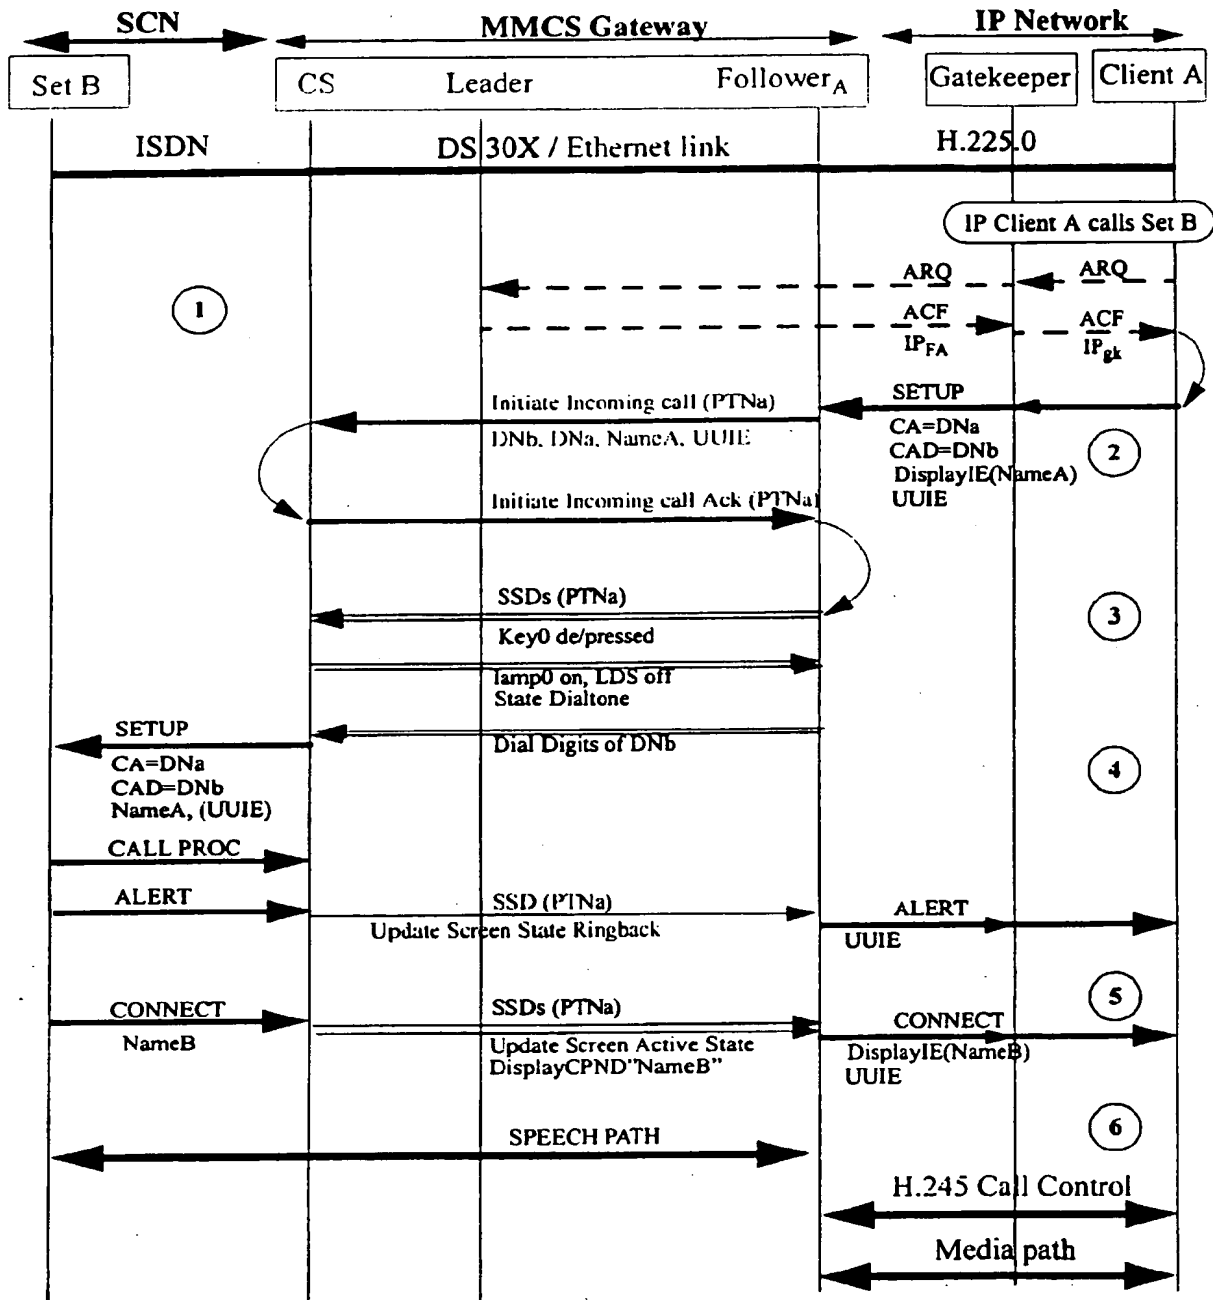 SCN MMCS Gateway IP Network
Set B CS Leader FollowerA Gatekeeper Client A
ISDN DS 30X / Ethernet link H.225.0
IP Client A calls Set B
ARQ ARQ
1
ACF ACF
IPFA IPgk
SETUP
Initiate Incoming call (PTNa)
DNb, DNa, NameA, UUIE
CA=DNa
CAD=DNb
2
DisplayIE(NameA)
UUIE
Initiate Incoming call Ack (PTNa)
SSDs (PTNa)
3
Key0 de/pressed
lamp0 on, LDS off
State Dialtone
SETUP
Dial Digits of DNb
CA=DNa
CAD=DNb
NameA, (UUIE)
4
CALL PROC
ALERT SSD (PTNa) ALERT
Update Screen State Ringback
UUIE
5
CONNECT SSDs (PTNa) CONNECT
NameB
Update Screen Active State
DisplayCPND"NameB"
DisplayIE(NameB)
UUIE
6
SPEECH PATH
H.245 Call Control
Media path